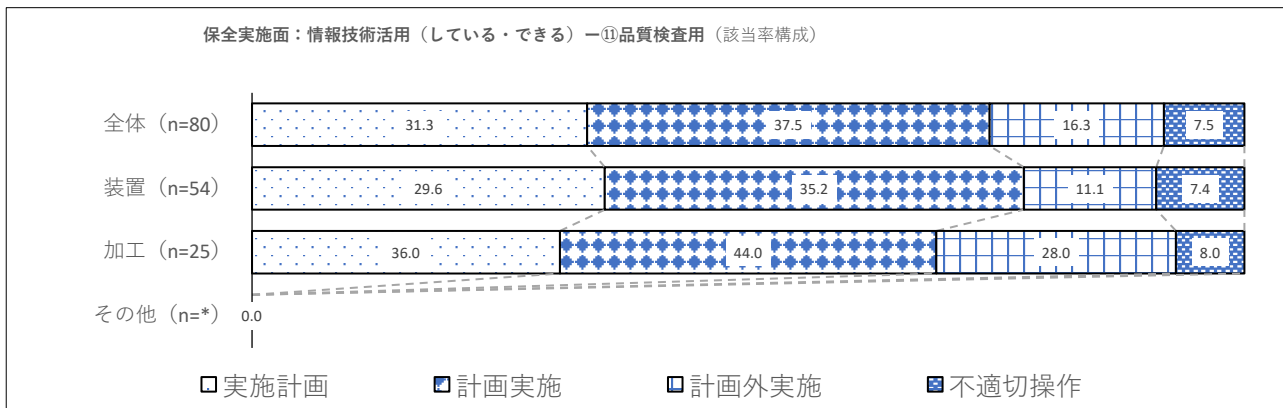 保全実施面：情報技術活用（している・できる）ー⑪品質検査用（該当率構成）
全体（n=80） 31.3 37.5 16.3 7.5
装置（n=54） 29.6 35.2 11.1 7.4
加工（n=25） 36.0 44.0 28.0 8.0
その他（n=*） 0.0
実施計画 計画実施 計画外実施 不適切操作